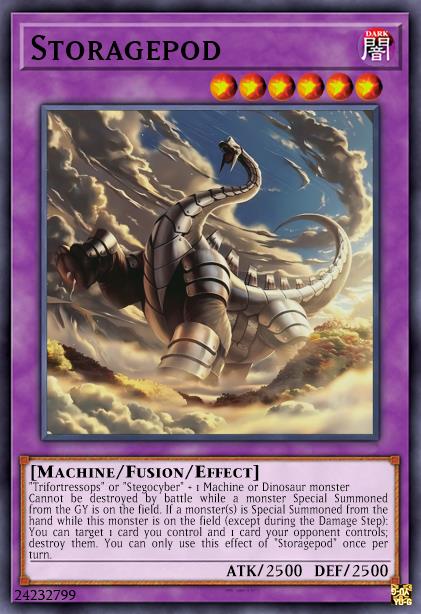 Storagepod
DARK
闇
[Machine/Fusion/Effect]
"Trifortressops" or "Stegocyber" + 1 Machine or Dinosaur monster
Cannot be destroyed by battle while a monster Special Summoned
from the GY is on the field. If a monster(s) is Special Summoned from the
hand while this monster is on the field (except during the Damage Step):
You can target 1 card you control and 1 card your opponent controls;
destroy them. You can only use this effect of "Storagepod" once per
turn.
ATK/2500 DEF/2500
24232799